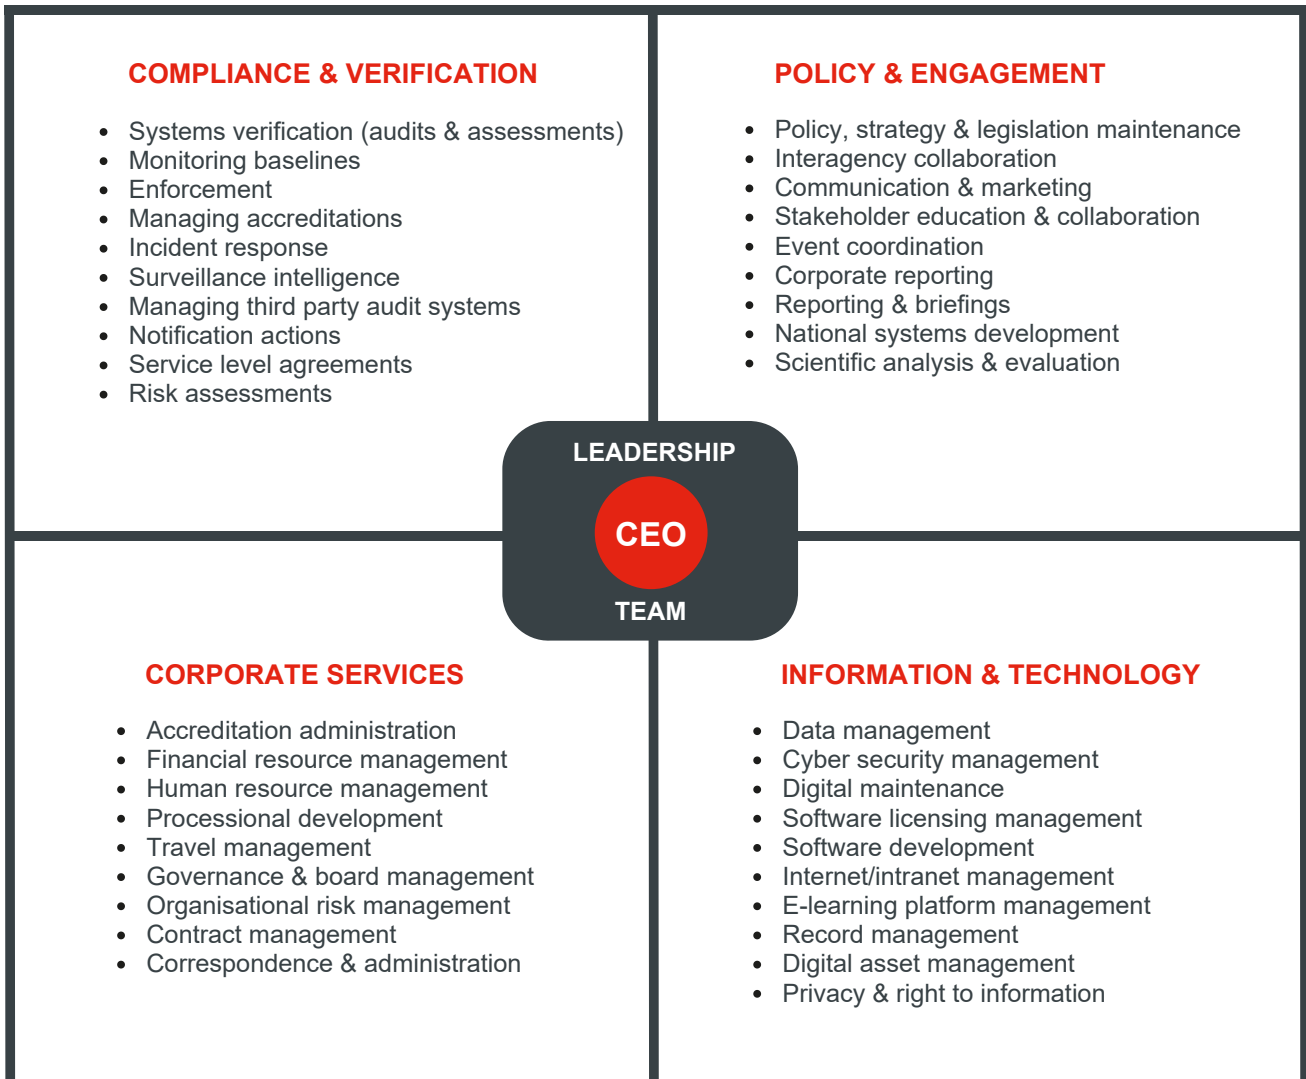 COMPLIANCE & VERIFICATION
• Systems verification (audits & assessments)
• Monitoring baselines
• Enforcement
• Managing accreditations
• Incident response
• Surveillance intelligence
• Managing third party audit systems
• Notification actions
• Service level agreements
• Risk assessments
POLICY & ENGAGEMENT
• Policy, strategy & legislation maintenance
• Interagency collaboration
• Communication & marketing
• Stakeholder education & collaboration
• Event coordination
• Corporate reporting
• Reporting & briefings
• National systems development
• Scientific analysis & evaluation
LEADERSHIP
CEO
TEAM
CORPORATE SERVICES
• Accreditation administration
• Financial resource management
• Human resource management
• Processional development
• Travel management
• Governance & board management
• Organisational risk management
• Contract management
• Correspondence & administration
INFORMATION & TECHNOLOGY
• Data management
• Cyber security management
• Digital maintenance
• Software licensing management
• Software development
• Internet/intranet management
• E-learning platform management
• Record management
• Digital asset management
• Privacy & right to information